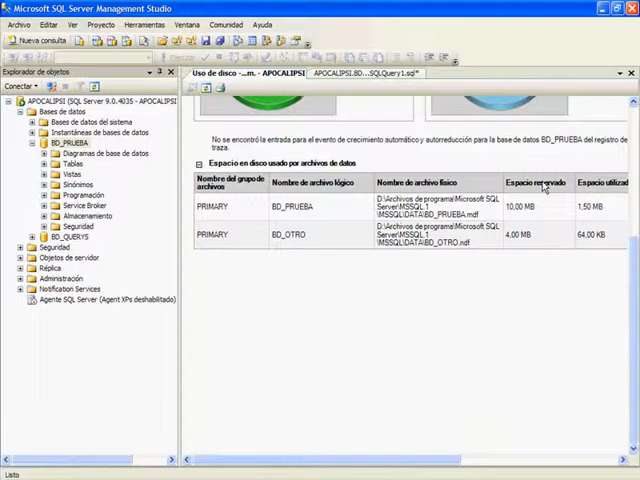 Microsoft SQL Server Management Studio
Archivo Editar Ver Proyecto Herramientas Ventana Comunidad Ayuda
Nueva consulta
Ejecutar
Explorador de objetos
Uso de disco -...m. - APOCALIPSI
APOCALIPSI.BD...SQLQuery1.sql*
Conectar
APOCALIPSI (SQL Server 9.0.4035 - APOCALIPSI
Bases de datos
Bases de datos del sistema
Instantáneas de bases de datos
BD_PRUEBA
Diagramas de base de datos
Tablas
Vistas
Sinónimos
Programación
Service Broker
Almacenamiento
Seguridad
BD_QUERYS
Seguridad
Objetos de servidor
Réplica
Administración
Notification Services
Agente SQL Server (Agent XPs deshabilitado)
No se encontró la entrada para el evento de crecimiento automático y autorreducción para la base de datos BD_PRUEBA del registro de
traza.
Espacio en disco usado por archivos de datos
Nombre del grupo de archivos Nombre de archivo lógico Nombre de archivo físico Espacio reservado Espacio utilizad
PRIMARY BD_PRUEBA D:\Archivos de programa\Microsoft SQL Server\MSSQL.1\MSSQL\DATA\BD_PRUEBA.mdf 10,00 MB 1,50 MB
PRIMARY BD_OTRO D:\Archivos de programa\Microsoft SQL Server\MSSQL.1\MSSQL\DATA\BD_OTRO.ndf 4,00 MB 64,00 KB
Listo